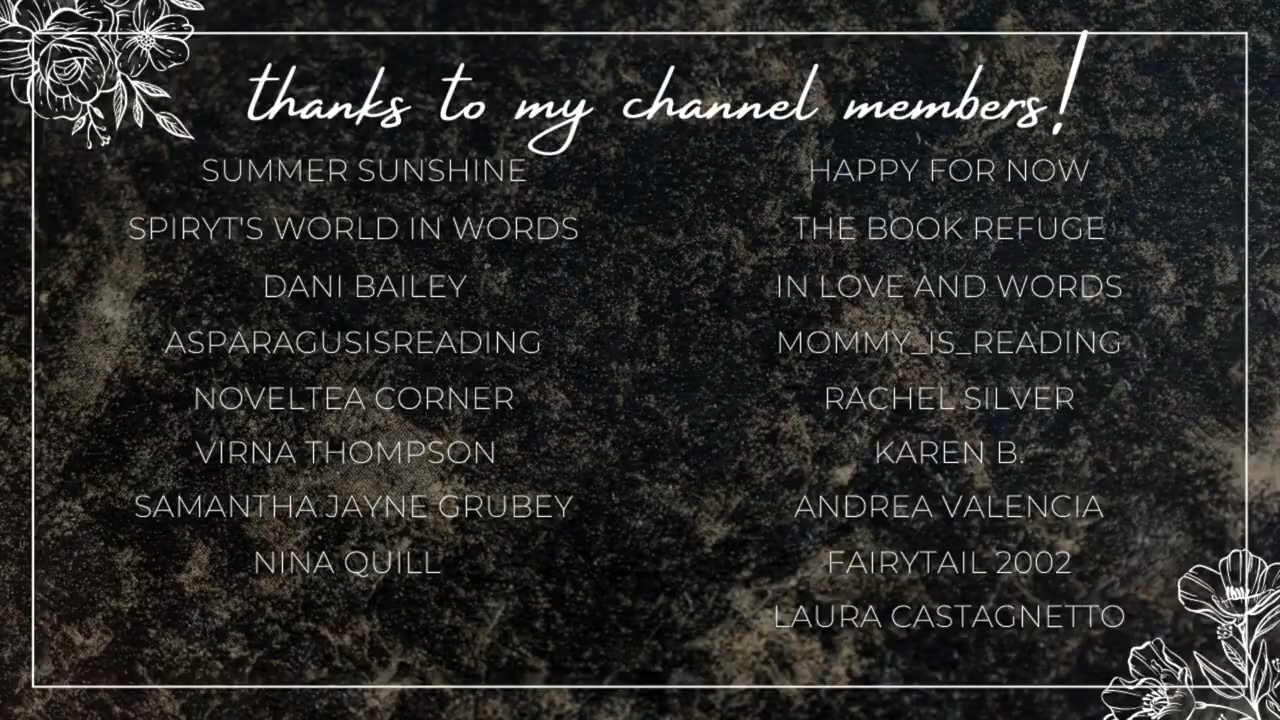 thanks to my channel members!
SUMMER SUNSHINE
SPIRYT'S WORLD IN WORDS
DANI BAILEY
ASPARAGUSISREADING
NOVELTEA CORNER
VIRNA THOMPSON
SAMANTHA JAYNE GRUBEY
NINA QUILL
HAPPY FOR NOW
THE BOOK REFUGE
IN LOVE AND WORDS
MOMMY_IS_READING
RACHEL SILVER
KAREN B.
ANDREA VALENCIA
FAIRYTAIL 2002
LAURA CASTAGNETTO